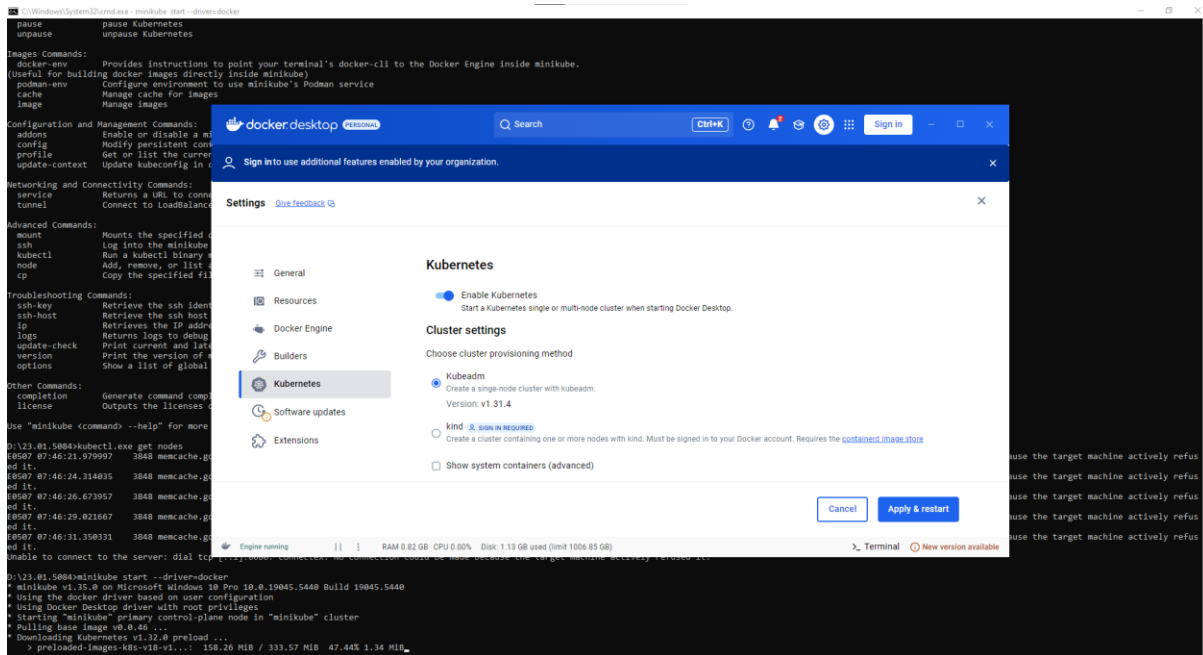 C:\Windows\System32\cmd.exe - minikube start --driver=docker
pause pause Kubernetes
unpause unpause Kubernetes
Images Commands:
docker-env Provides instructions to point your terminal's docker-cli to the Docker Engine inside minikube.
(Useful for building docker images directly inside minikube)
podman-env Configure environment to use minikube's Podman service
cache Manage cache for images
image Manage images
Configuration and Management Commands:
addons Enable or disable a mi
config Modify persistent con
profile Get or list the curren
update-context Update kubeconfig in c
Networking and Connectivity Commands:
service Returns a URL to conne
tunnel Connect to LoadBalance
Advanced Commands:
mount Mounts the specified
ssh Log into the minikube
kubectl Run a kubectl binary
node Add, remove, or list
cp Copy the specified fil
Troubleshooting Commands:
ssh-key Retrieve the ssh ident
ssh-host Retrieve the ssh host
ip Retrieves the IP addre
logs Returns logs to debug
update-check Print current and late
version Print the version of
options Show a list of global
Other Commands:
completion Generate command compl
license Outputs the licenses
Use "minikube <command> --help" for more
D:\23.01.5084>kubectl.exe get nodes
E0507 07:46:21.979997 3848 memcache.go
ause the target machine actively refus
ed it.
E0507 07:46:24.314035 3848 memcache.go
ause the target machine actively refus
ed it.
E0507 07:46:26.673957 3848 memcache.go
ause the target machine actively refus
ed it.
E0507 07:46:29.021667 3848 memcache.go
ause the target machine actively refus
ed it.
E0507 07:46:31.350331 3848 memcache.go
ause the target machine actively refus
ed it.
Unable to connect to the server: dial tcp
D:\23.01.5084>minikube start --driver=docker
* minikube v1.35.0 on Microsoft Windows 10 Pro 10.0.19045.5440 Build 19045.5440
* Using the docker driver based on user configuration
* Using Docker Desktop driver with root privileges
* Starting "minikube" primary control-plane node in "minikube" cluster
* Pulling base image v0.0.46 ...
* Downloading Kubernetes v1.32.0 preload ...
> preloaded-images-k8s-v18-v1...: 158.26 MiB / 333.57 MiB 47.44% 1.34 MiB
docker.desktop PERSONAL
Search
Ctrl+K
Sign in
Sign in to use additional features enabled by your organization.
Settings Give feedback
General
Resources
Docker Engine
Builders
Kubernetes
Software updates
Extensions
Kubernetes
Enable Kubernetes
Start a Kubernetes single or multi-node cluster when starting Docker Desktop.
Cluster settings
Choose cluster provisioning method
Kubeadm
Create a singe-node cluster with kubeadm.
Version: v1.31.4
kind SIGN IN REQUIRED
Create a cluster containing one or more nodes with kind. Must be signed in to your Docker account. Requires the containerd image store
Show system containers (advanced)
Cancel
Apply & restart
Engine running RAM 0.82 GB CPU 0.00% Disk: 1.13 GB used (limit 1006.85 GB) >_ Terminal New version available